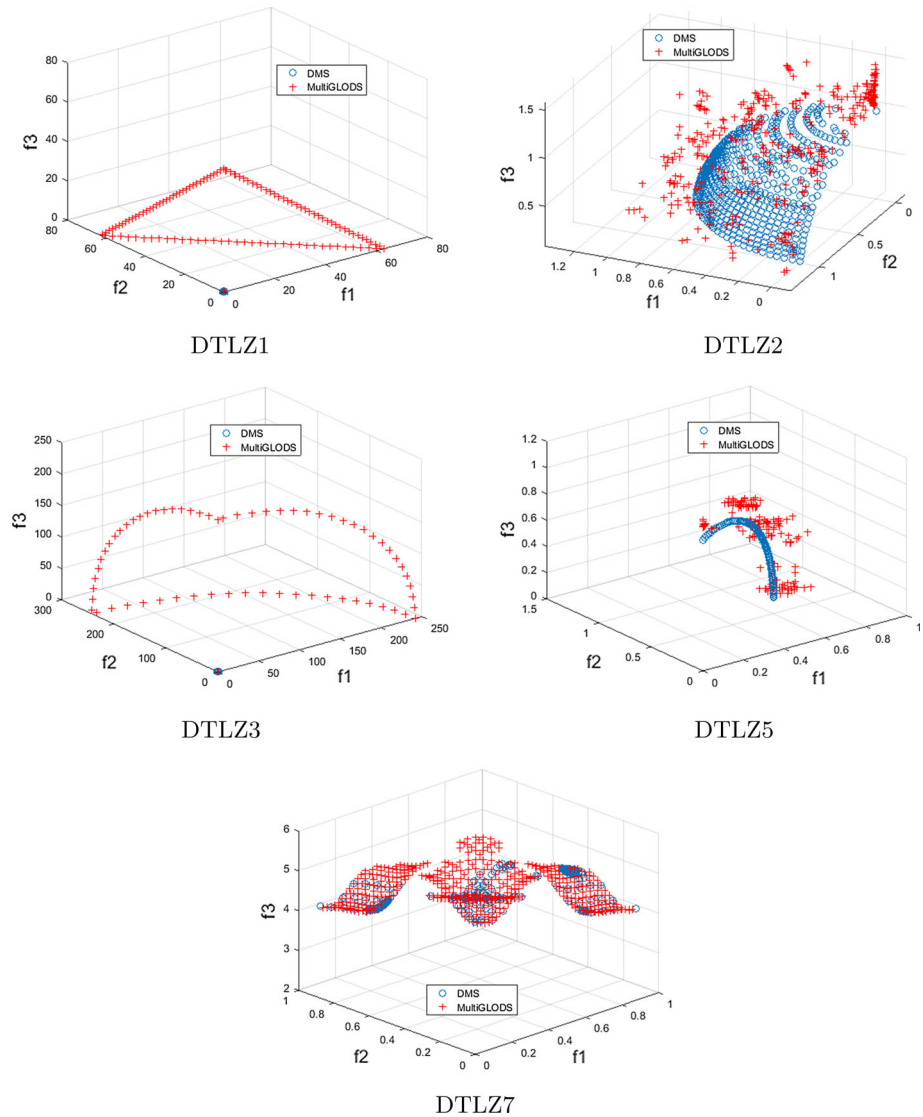 80
60
40
20
0
f3
80
60
40
20
0
f2
0
20
40
60
80
f1
DMS
MultiGLODS
DTLZ1
1.5
1
0.5
f3
1.2
1
0.8
0.6
0.4
0.2
0
f1
0
0.5
1
f2
DMS
MultiGLODS
DTLZ2
250
200
150
100
50
0
f3
300
200
100
0
f2
0
50
100
150
200
250
f1
DMS
MultiGLODS
DTLZ3
1.2
1
0.8
0.6
0.4
0.2
0
f3
1.5
1
0.5
0
f2
0
0.2
0.4
0.6
0.8
1
f1
DMS
MultiGLODS
DTLZ5
6
5
4
3
2
f3
1
0.8
0.6
0.4
0.2
0
f2
0
0.2
0.4
0.6
0.8
1
f1
DMS
MultiGLODS
DTLZ7